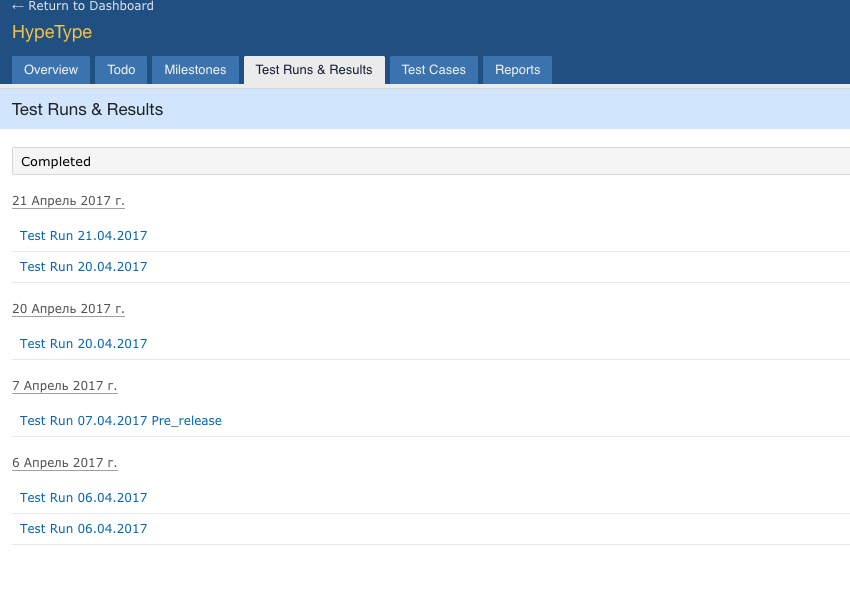 ← Return to Dashboard
HypeType
Overview Todo Milestones Test Runs & Results Test Cases Reports
Test Runs & Results
Completed
21 Апрель 2017 г.
Test Run 21.04.2017
Test Run 20.04.2017
20 Апрель 2017 г.
Test Run 20.04.2017
7 Апрель 2017 г.
Test Run 07.04.2017 Pre_release
6 Апрель 2017 г.
Test Run 06.04.2017
Test Run 06.04.2017